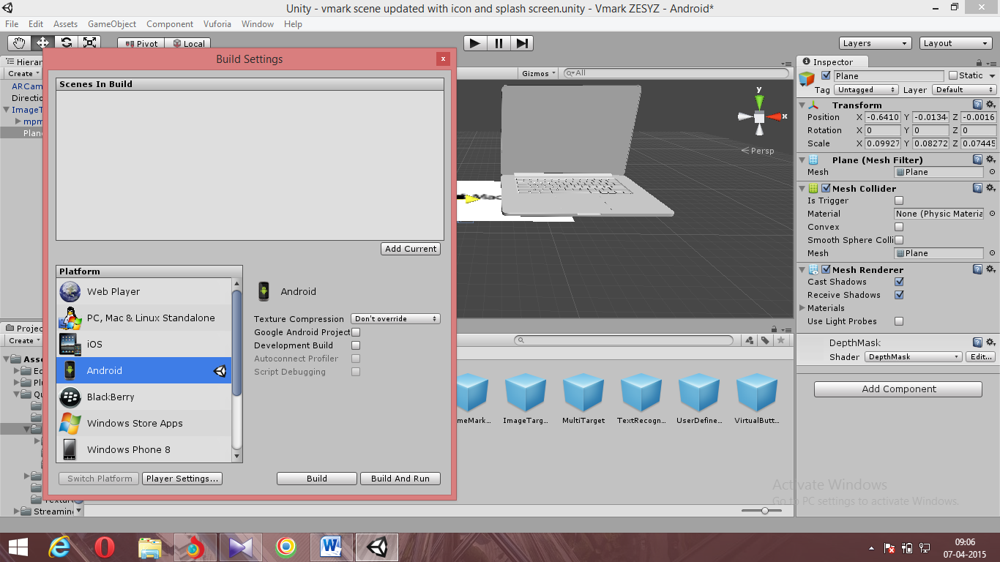 Unity - vmark scene updated with icon and splash screen.unity - Vmark ZESYZ - Android*
File Edit Assets GameObject Component Vuforia Window Help
Pivot Local Layers Layout
Build Settings
Scenes In Build
Add Current
Platform
Web Player
PC, Mac & Linux Standalone
iOS
Android
BlackBerry
Windows Store Apps
Windows Phone 8
Android
Texture Compression Don't override
Google Android Project
Development Build
Autoconnect Profiler
Script Debugging
Switch Platform Player Settings... Build Build And Run
Hierar
Create
ARCam
Directio
ImageT
mpm
Plane
Gizmos All
y
x
Persp
Mac
Projec
Create
Asse
Ed
Plu
Qu
Texture
Streamin
meMark... ImageTarg... MultiTarget TextRecogn... UserDefine... VirtualButt...
Inspector
Plane Static
Tag Untagged Layer Default
Transform
Position X -0.6410 Y -0.0134 Z -0.0016
Rotation X 0 Y 0 Z 0
Scale X 0.09927 Y 0.08272 Z 0.07445
Plane (Mesh Filter)
Mesh Plane
Mesh Collider
Is Trigger
Material None (Physic Materia
Convex
Smooth Sphere Colli
Mesh Plane
Mesh Renderer
Cast Shadows
Receive Shadows
Materials
Use Light Probes
DepthMask
Shader DepthMask Edit...
Add Component
Activate Windows
Go to PC settings to activate Windows.
09:06
07-04-2015